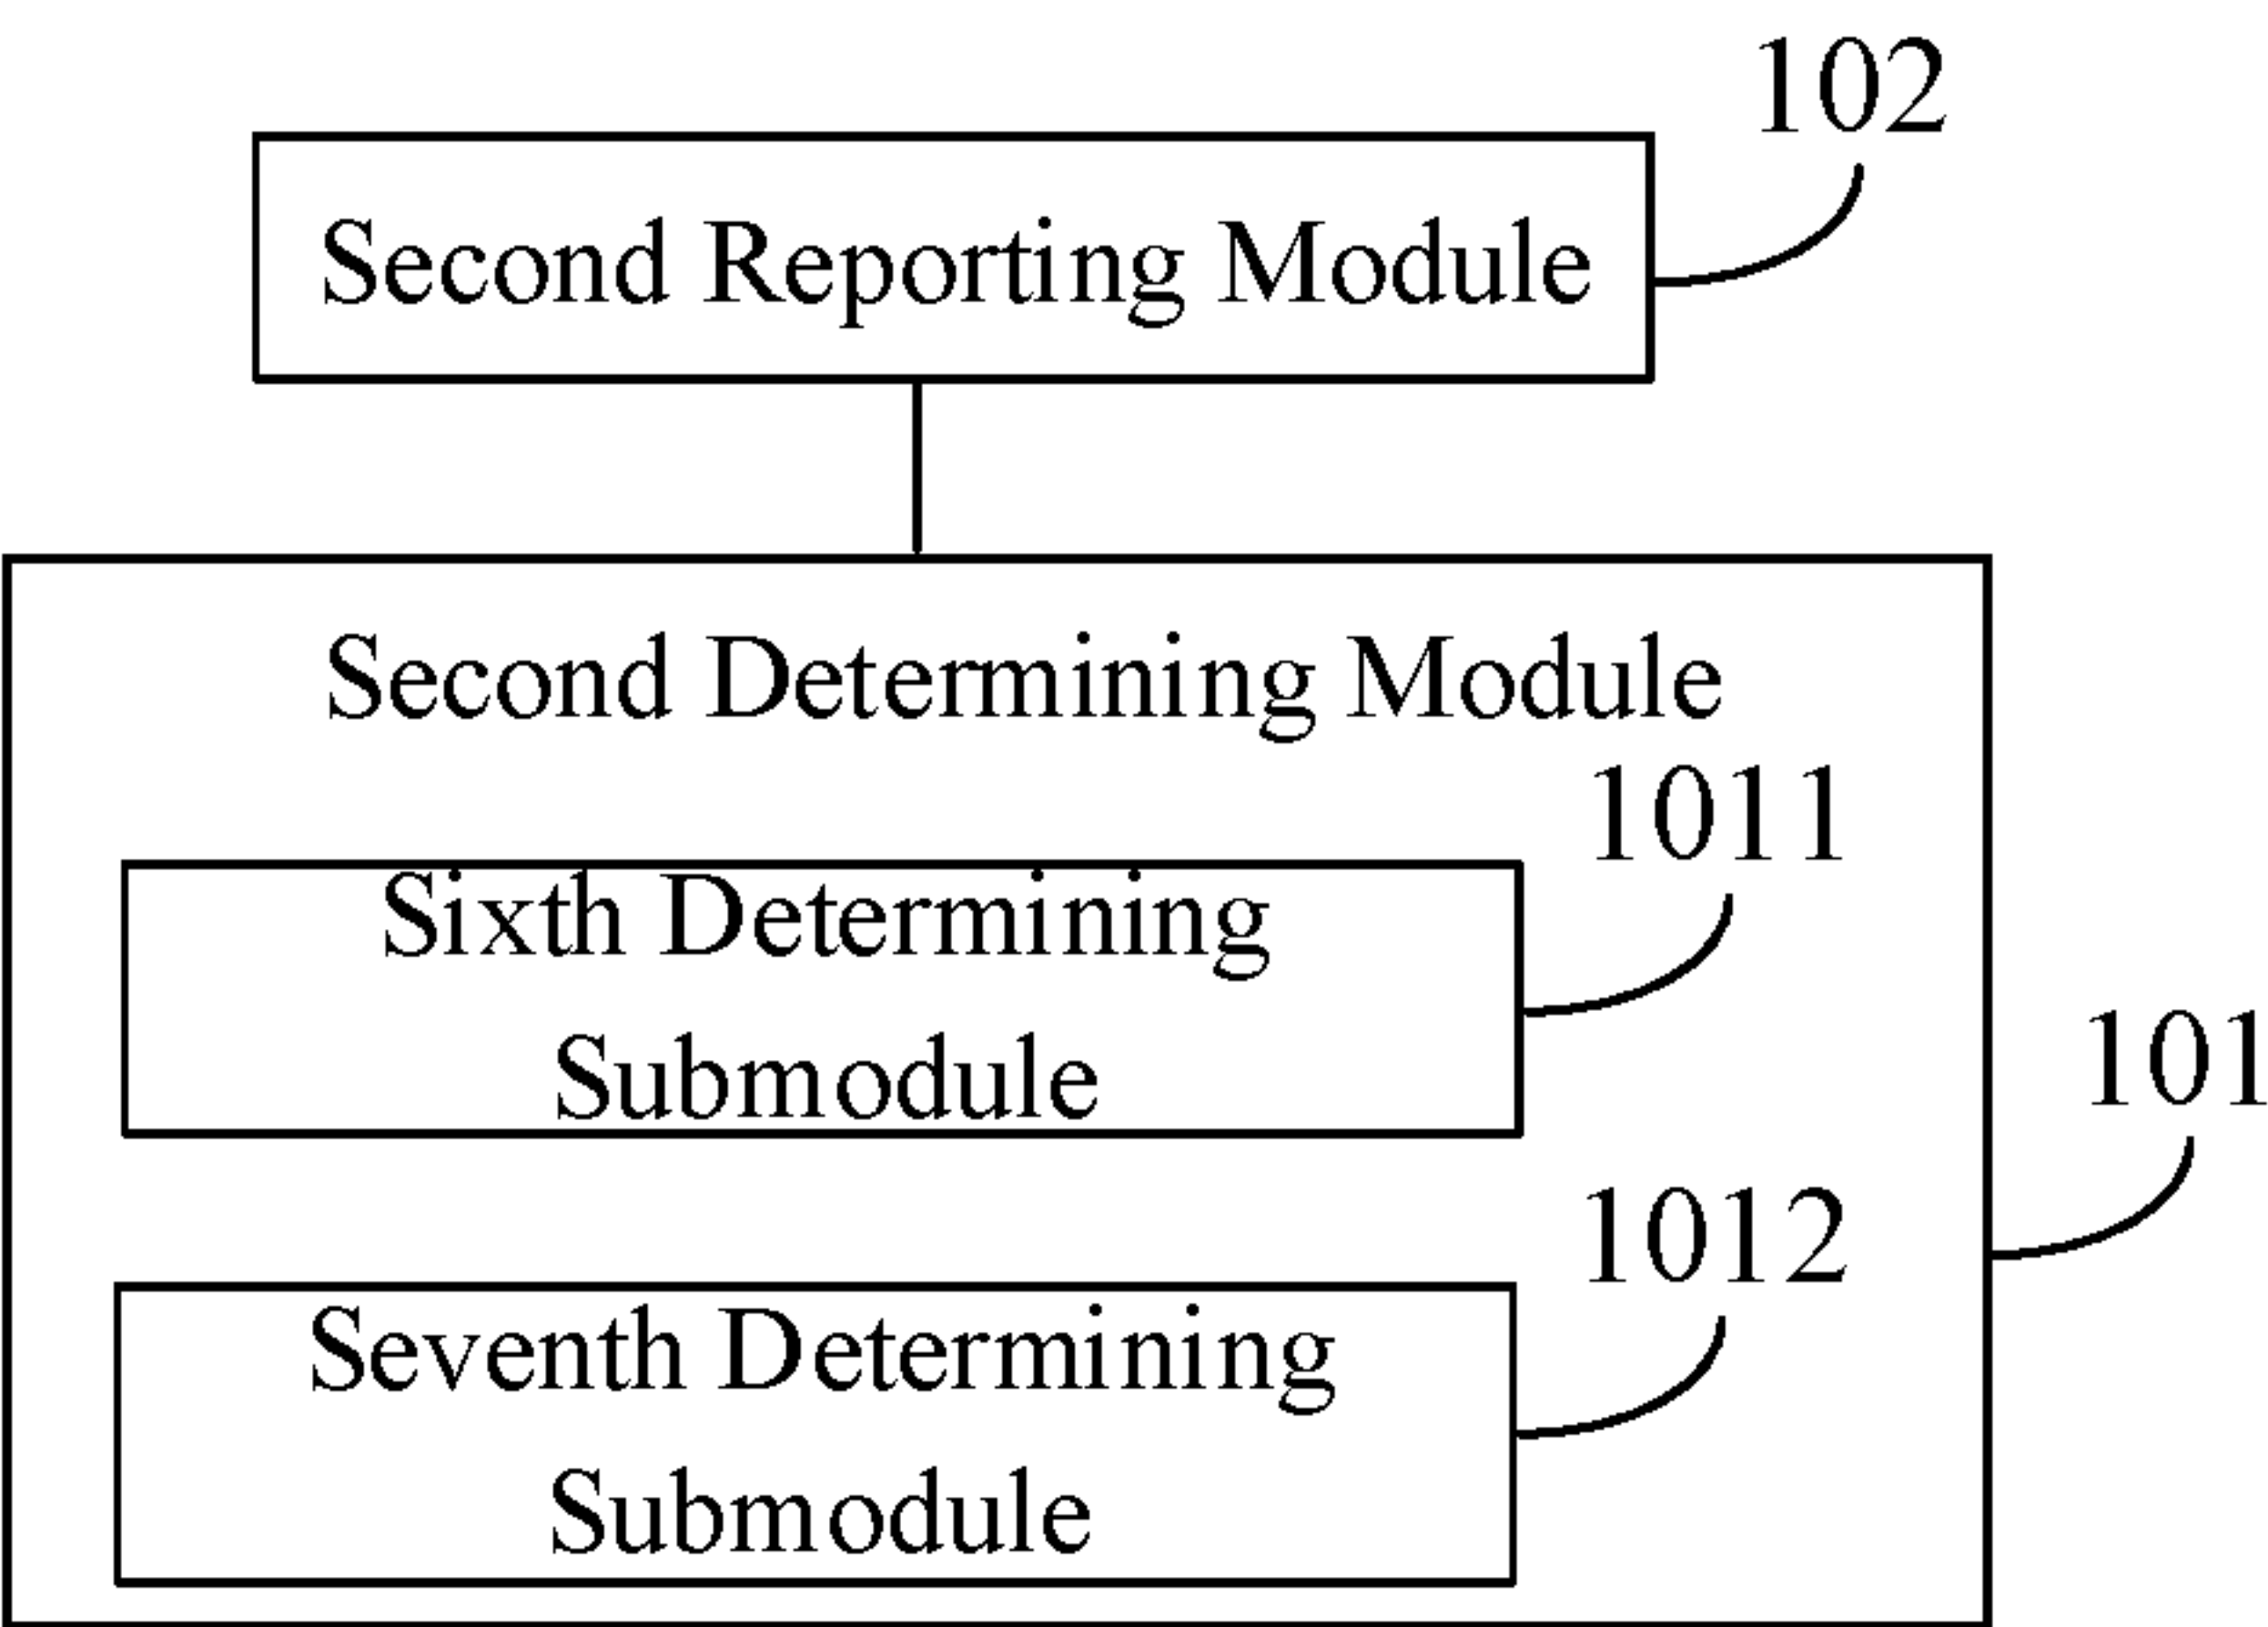 102
Second Reporting Module
Second Determining Module
1011
Sixth Determining
Submodule
101
1012
Seventh Determining
Submodule